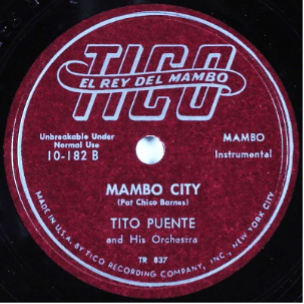 TICO
EL REY DEL MAMBO
Unbreakable Under
Normal Use
10-182 B
MAMBO
Instrumental
MAMBO CITY
(Pat Chico Barnes)
TITO PUENTE
and His Orchestra
TR 837
MADE IN U.S.A. BY TICO RECORDING COMPANY, INC., NEW YORK CITY